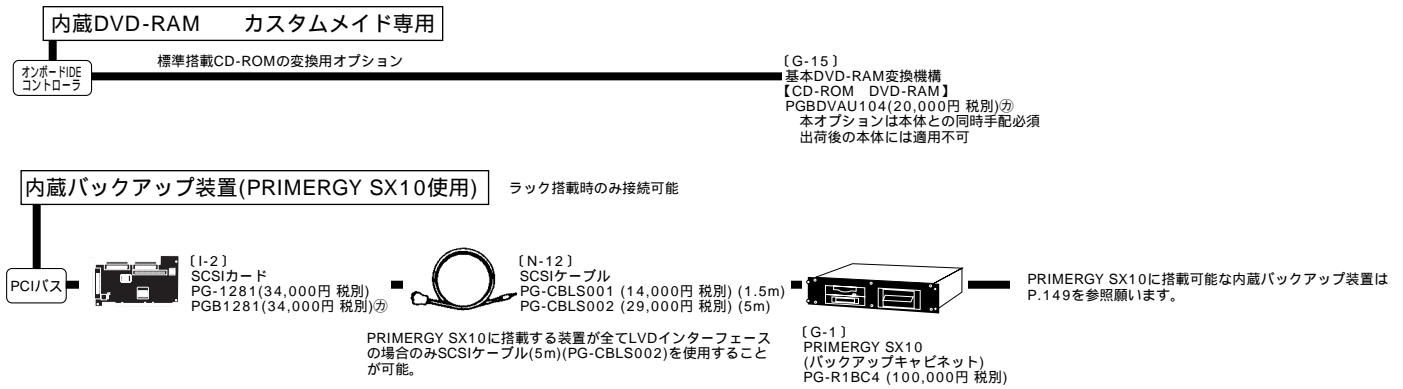 内蔵DVD-RAM　　カスタムメイド専用
標準搭載CD-ROMの変換用オプション
オンボードIDE
コントローラ
〔G-15〕
基本DVD-RAM変換機構
【CD-ROM　DVD-RAM】
PGBDVAU104(20,000円 税別)㋕
本オプションは本体との同時手配必須
出荷後の本体には適用不可
内蔵バックアップ装置(PRIMERGY SX10使用)
ラック搭載時のみ接続可能
PCIバス
〔I-2〕
SCSIカード
PG-1281(34,000円 税別)
PGB1281(34,000円 税別)㋕
〔N-12〕
SCSIケーブル
PG-CBLS001 (14,000円 税別) (1.5m)
PG-CBLS002 (29,000円 税別) (5m)
PRIMERGY SX10に搭載する装置が全てLVDインターフェース
の場合のみSCSIケーブル(5m)(PG-CBLS002)を使用すること
が可能。
〔G-1〕
PRIMERGY SX10
(バックアップキャビネット)
PG-R1BC4 (100,000円 税別)
PRIMERGY SX10に搭載可能な内蔵バックアップ装置は
P.149を参照願います。